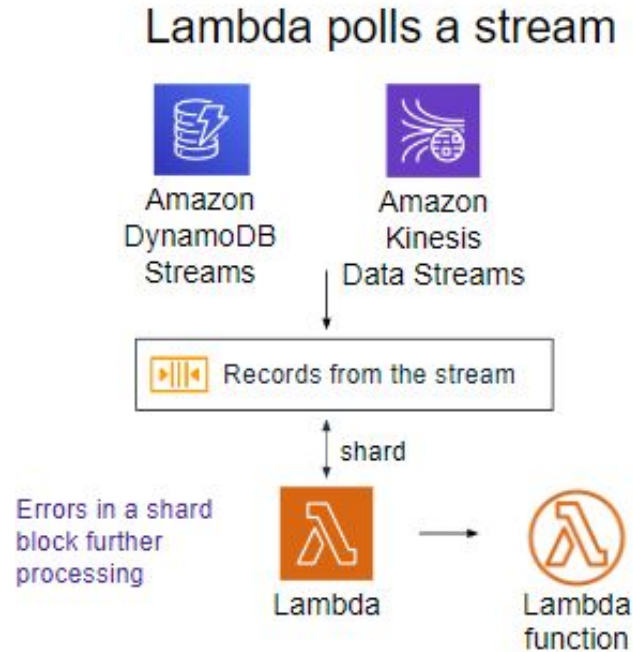 Lambda polls a stream
Amazon
DynamoDB
Streams
Amazon
Kinesis
Data Streams
Records from the stream
shard
Errors in a shard
block further
processing
Lambda
Lambda
function